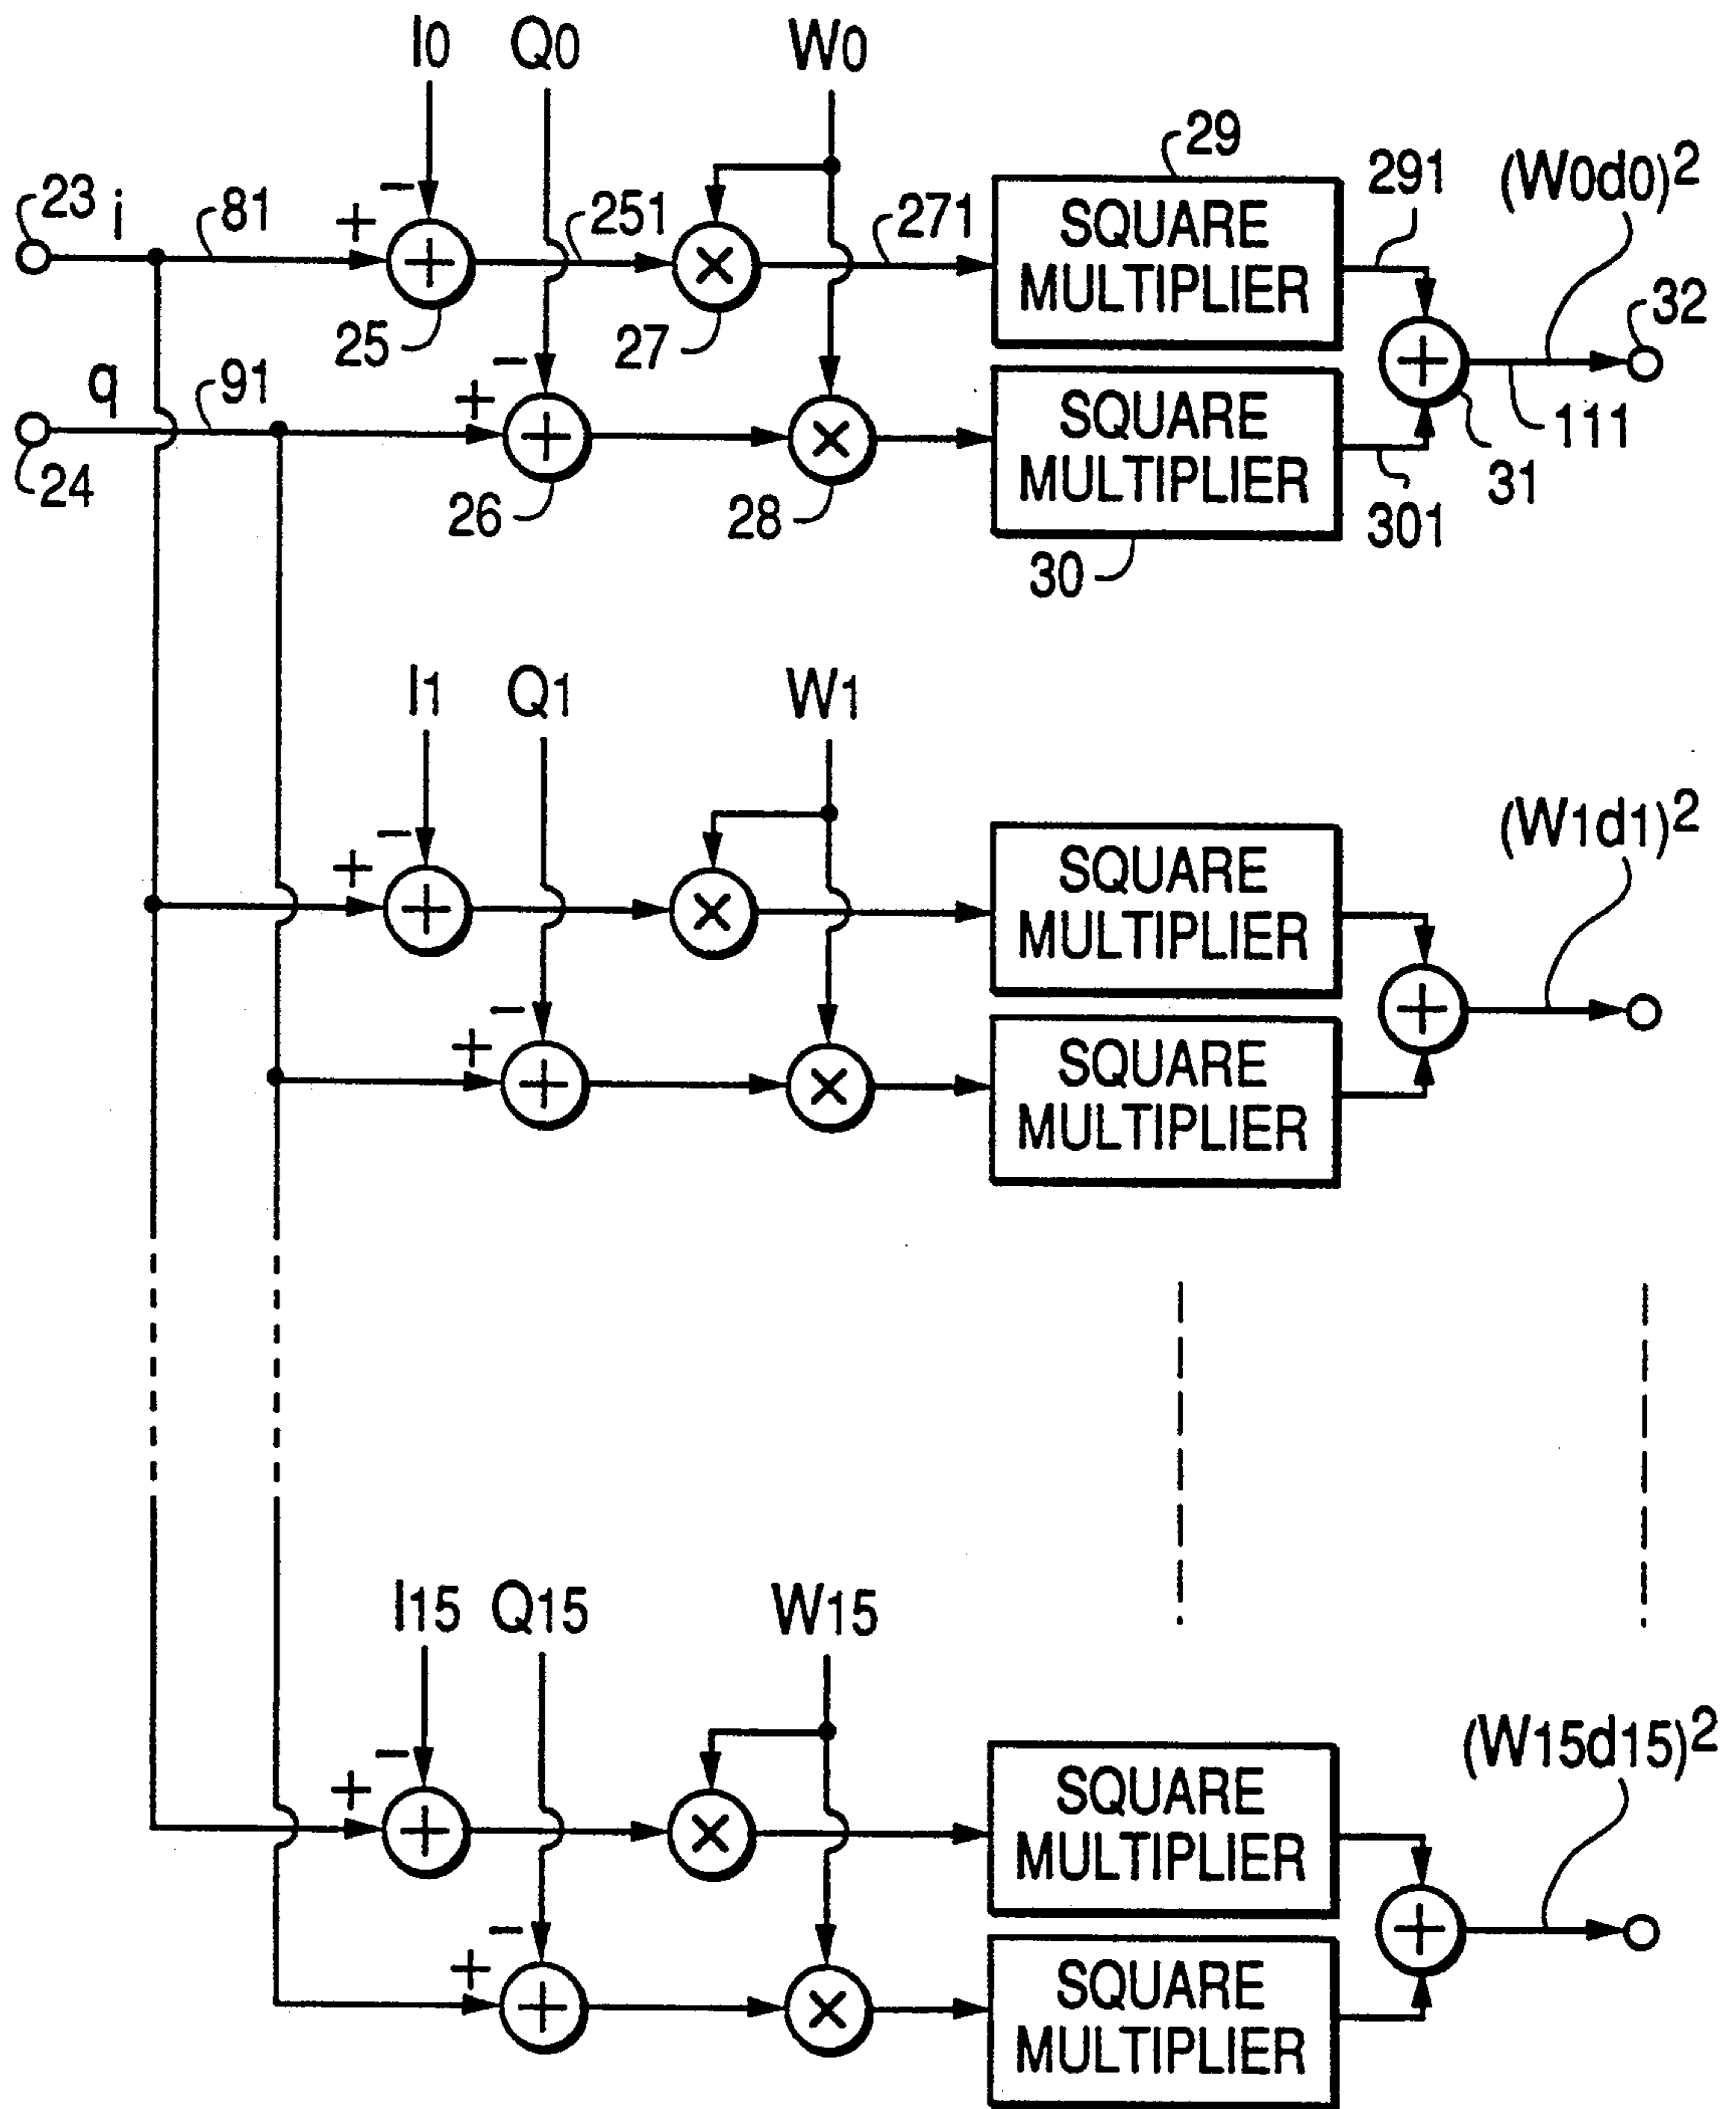 I0 Q0 W0
29
23 i 81 251 271 291 (W0d0)2
− + + × SQUARE MULTIPLIER
32
25 27 + 111
q 91 − + + × SQUARE MULTIPLIER
24 26 28 301 31
30
I1 Q1 W1
(W1d1)2
− + + × SQUARE MULTIPLIER
+
− + + × SQUARE MULTIPLIER
I15 Q15 W15
(W15d15)2
− + + × SQUARE MULTIPLIER
+
− + + × SQUARE MULTIPLIER